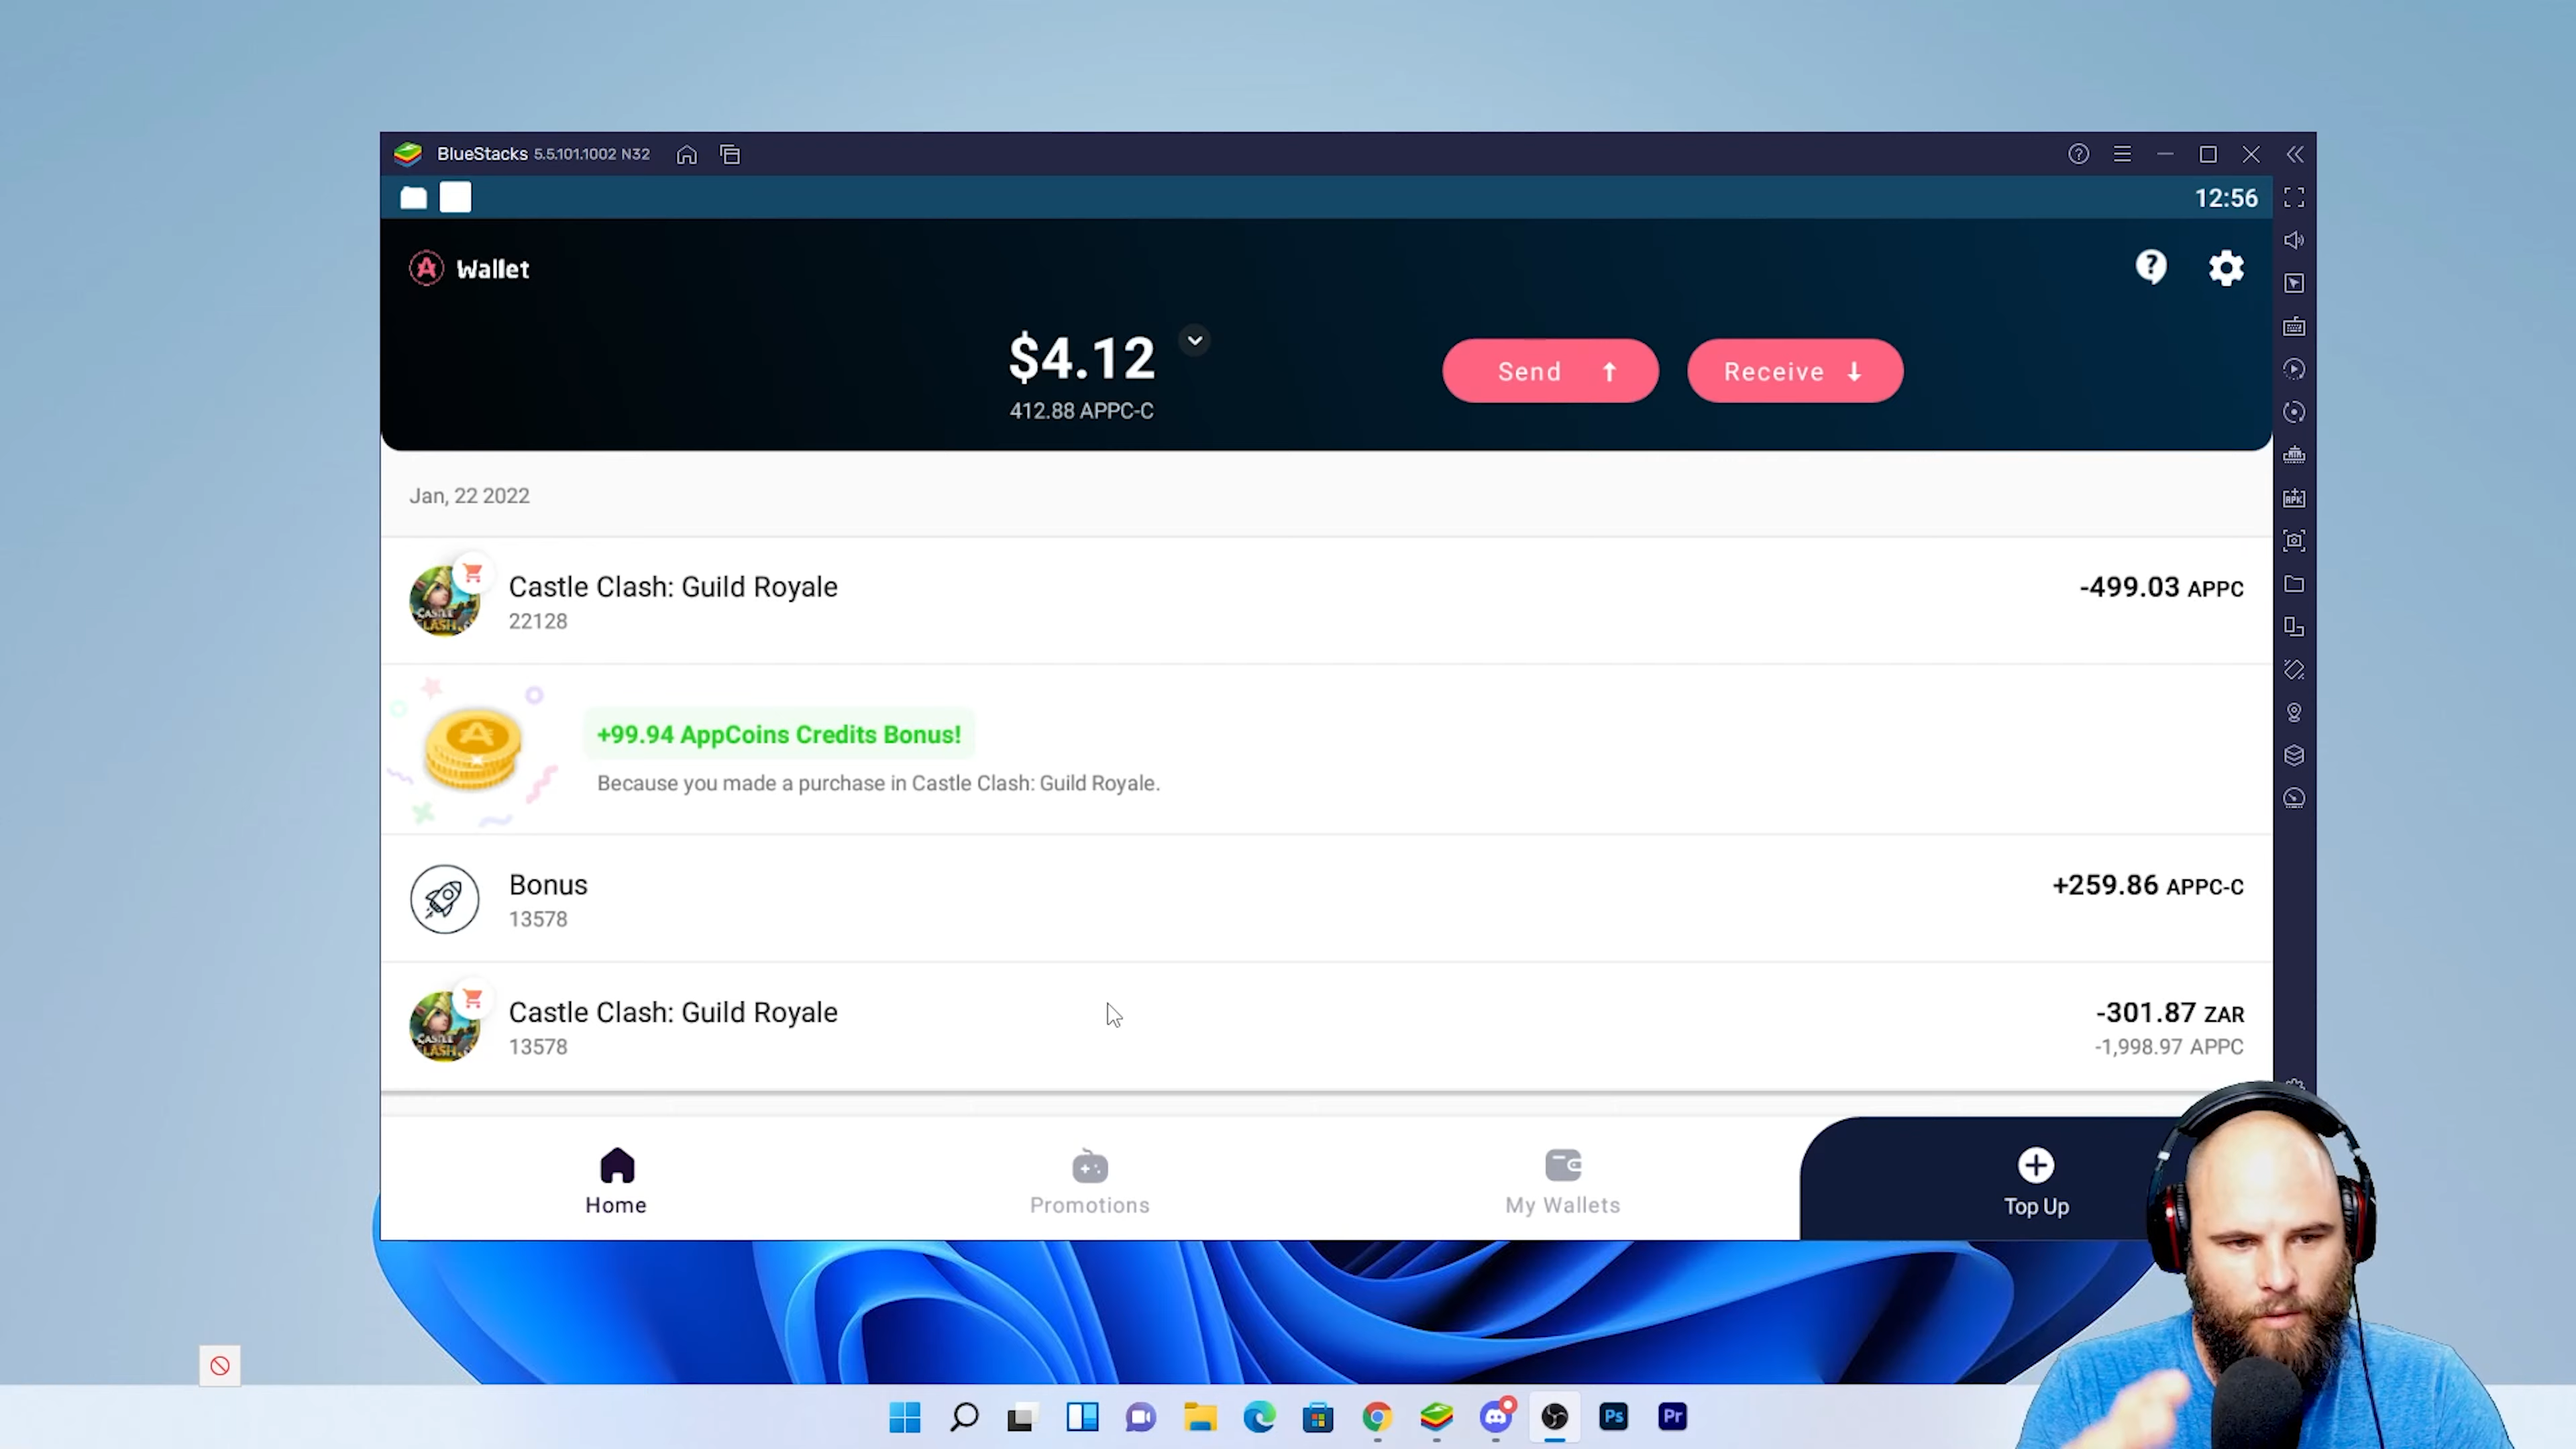 BlueStacks 5.5.101.1002 N32
12:56
Wallet
$4.12
412.88 APPC-C
Send
Receive
Jan, 22 2022
Castle Clash: Guild Royale
22128
-499.03 APPC
+99.94 AppCoins Credits Bonus!
Because you made a purchase in Castle Clash: Guild Royale.
Bonus
13578
+259.86 APPC-C
Castle Clash: Guild Royale
13578
-301.87 ZAR
-1,998.97 APPC
Home
Promotions
My Wallets
Top Up
Ps
Pr